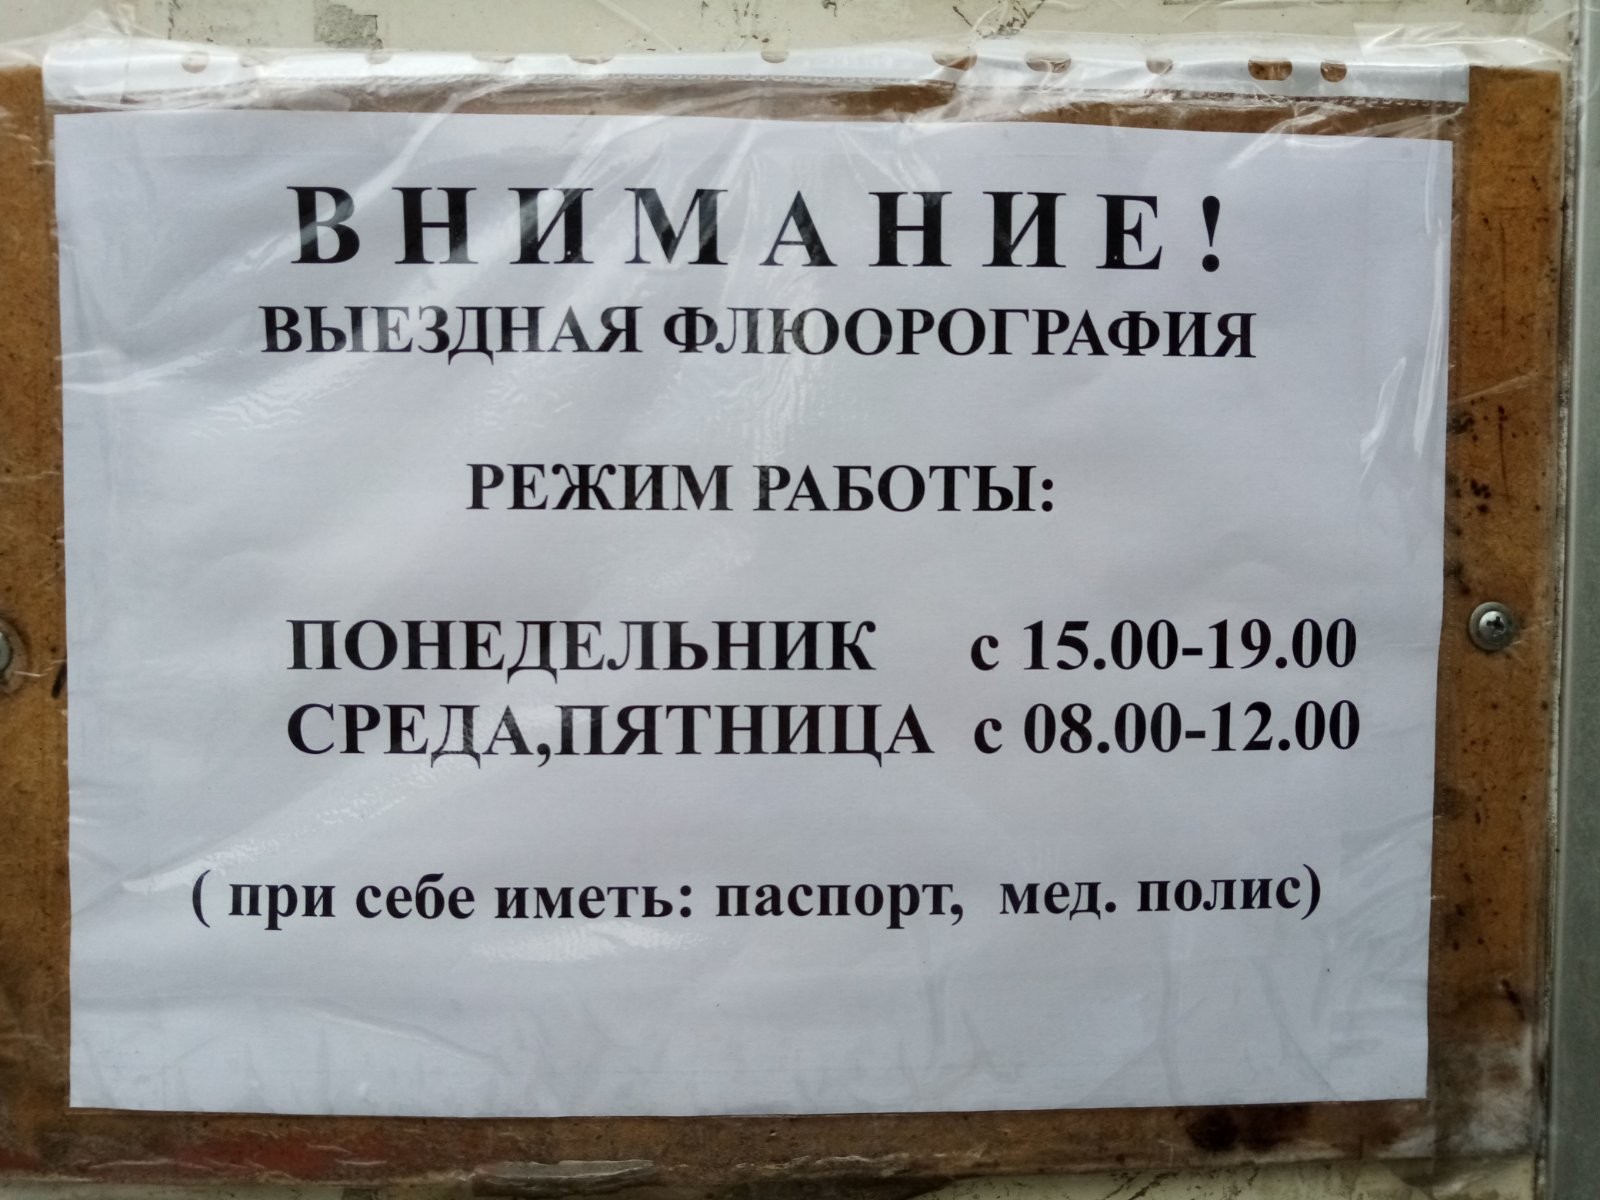 ВНИМАНИЕ!
ВЫЕЗДНАЯ ФЛЮОРОГРАФИЯ
РЕЖИМ РАБОТЫ:
ПОНЕДЕЛЬНИК с 15.00-19.00
СРЕДА,ПЯТНИЦА с 08.00-12.00
( при себе иметь: паспорт, мед. полис)